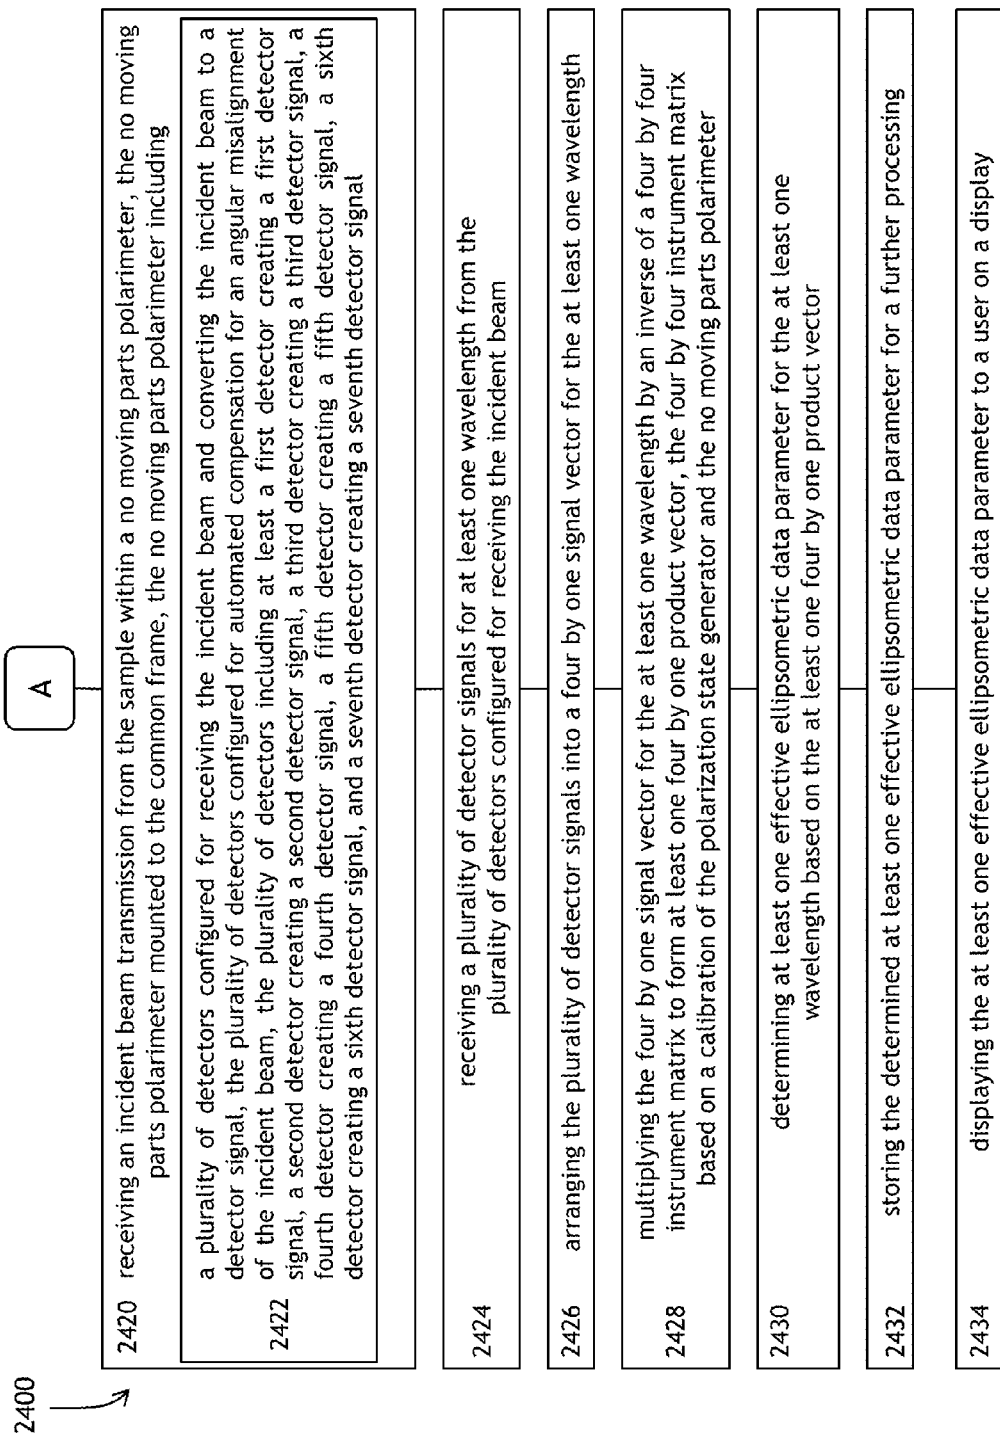 2400
A
2420 receiving an incident beam transmission from the sample within a no moving parts polarimeter, the no moving
parts polarimeter mounted to the common frame, the no moving parts polarimeter including
2422
a plurality of detectors configured for receiving the incident beam and converting the incident beam to a
detector signal, the plurality of detectors configured for automated compensation for an angular misalignment
of the incident beam, the plurality of detectors including at least a first detector creating a first detector
signal, a second detector creating a second detector signal, a third detector creating a third detector signal, a
fourth detector creating a fourth detector signal, a fifth detector creating a fifth detector signal, a sixth
detector creating a sixth detector signal, and a seventh detector creating a seventh detector signal
2424
receiving a plurality of detector signals for at least one wavelength from the
plurality of detectors configured for receiving the incident beam
2426 arranging the plurality of detector signals into a four by one signal vector for the at least one wavelength
2428
multiplying the four by one signal vector for the at least one wavelength by an inverse of a four by four
instrument matrix to form at least one four by one product vector, the four by four instrument matrix
based on a calibration of the polarization state generator and the no moving parts polarimeter
2430 determining at least one effective ellipsometric data parameter for the at least one
wavelength based on the at least one four by one product vector
2432 storing the determined at least one effective ellipsometric data parameter for a further processing
2434 displaying the at least one effective ellipsometric data parameter to a user on a display